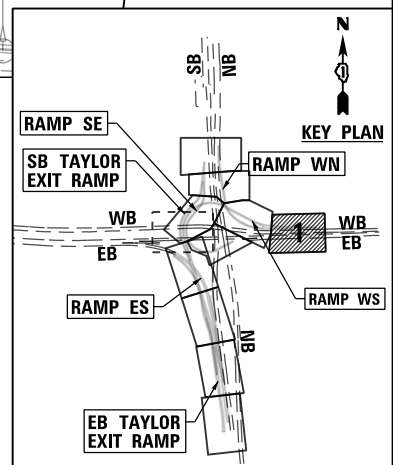 SB
NB
N
KEY PLAN
RAMP SE
SB TAYLOR
EXIT RAMP
RAMP WN
WB
EB
1
WB
EB
RAMP ES
RAMP WS
NB
EB TAYLOR
EXIT RAMP